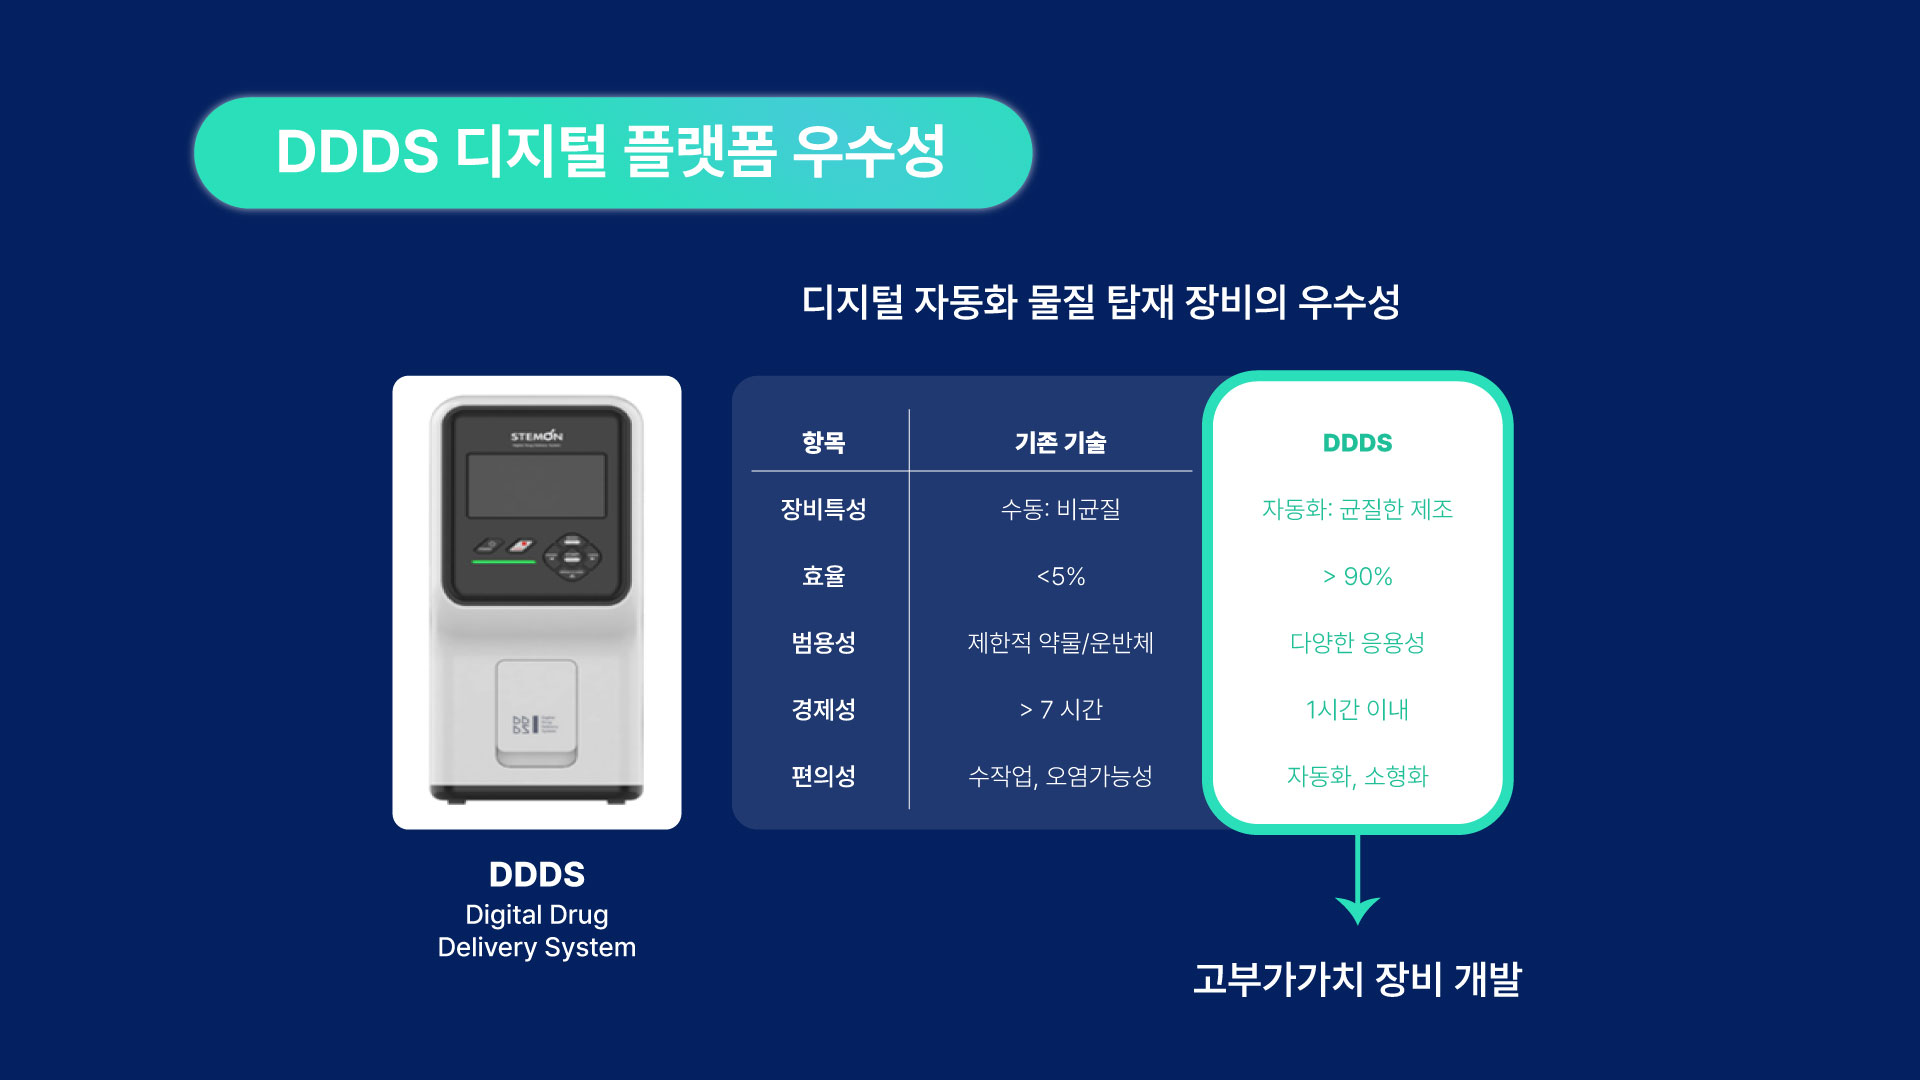 DDDS 디지털 플랫폼 우수성
디지털 자동화 물질 탑재 장비의 우수성
STEMON
DDDS
Digital Drug
Delivery System
항목 기존 기술 DDDS
장비특성 수동: 비균질 자동화: 균질한 제조
효율 <5% > 90%
범용성 제한적 약물/운반체 다양한 응용성
경제성 > 7 시간 1시간 이내
편의성 수작업, 오염가능성 자동화, 소형화
고부가가치 장비 개발